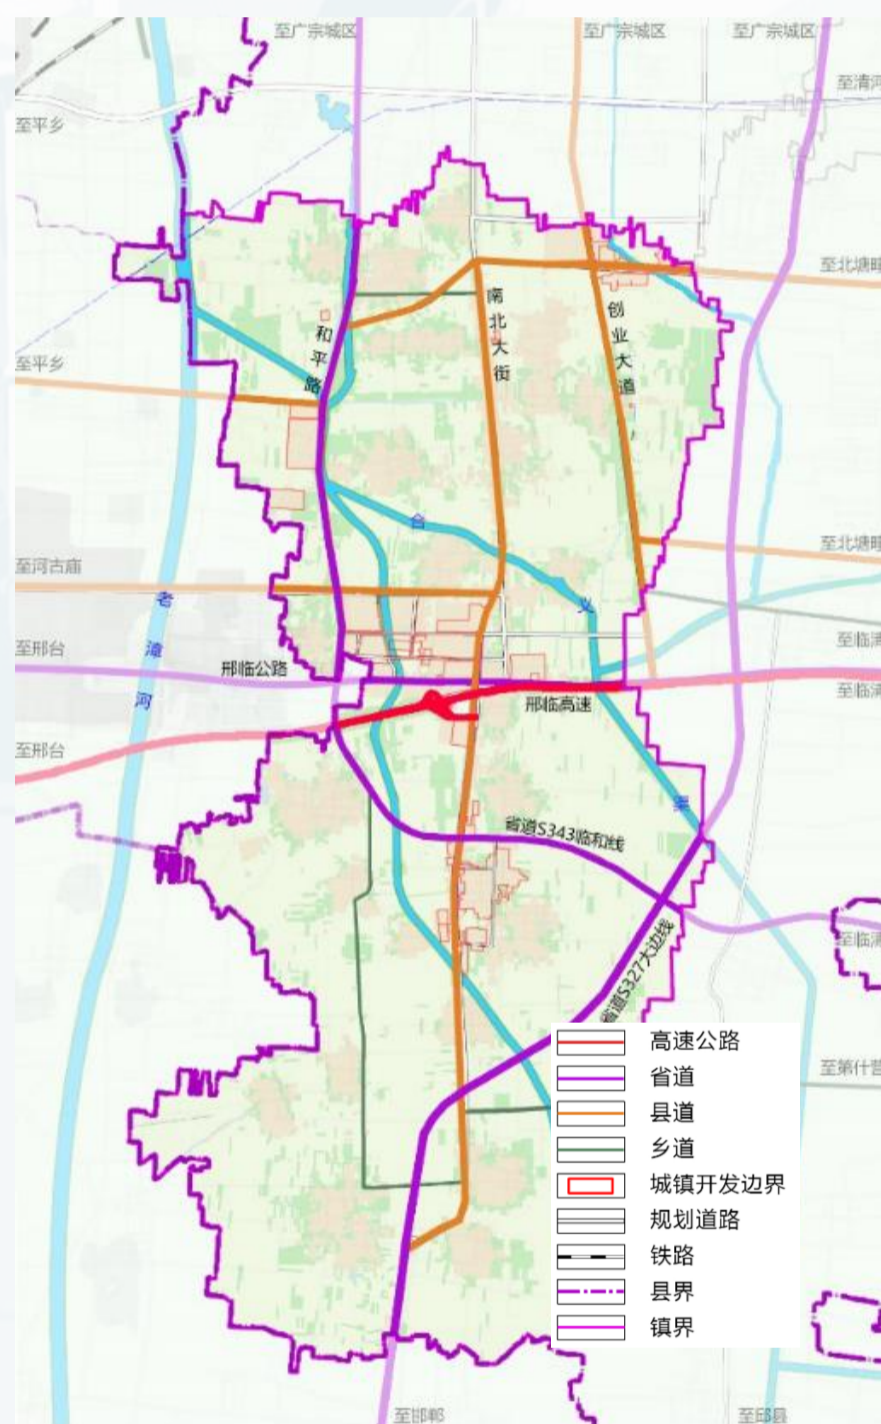 至广宗城区
至广宗城区
至广宗城区
至清河
至平乡
至北塘疃
南北大街
创业大道
和平路
至平乡
合
至北塘疃
至河古庙
老漳河
义
至邢台
邢临公路
至临清
至临清
邢临高速
至邢台
渠
省道S343临和线
省道S327大边线
至临清
高速公路
省道
县道
至第什营
乡道
城镇开发边界
规划道路
铁路
县界
镇界
至邯郸
至邱县